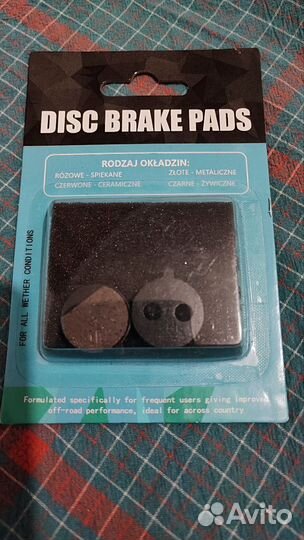 DISC BRAKE PADS
RODZAJ OKŁADZIN:
RÓŻOWE - SPIEKANE
ZŁOTE - METALICZNE
CZERWONE - CERAMICZNE
CZARNE - ŻYWICZNE
FOR ALL WETHER CONDITIONS
Formulated specifically for frequent users giving improved
off-road performance, ideal for across country
Avito